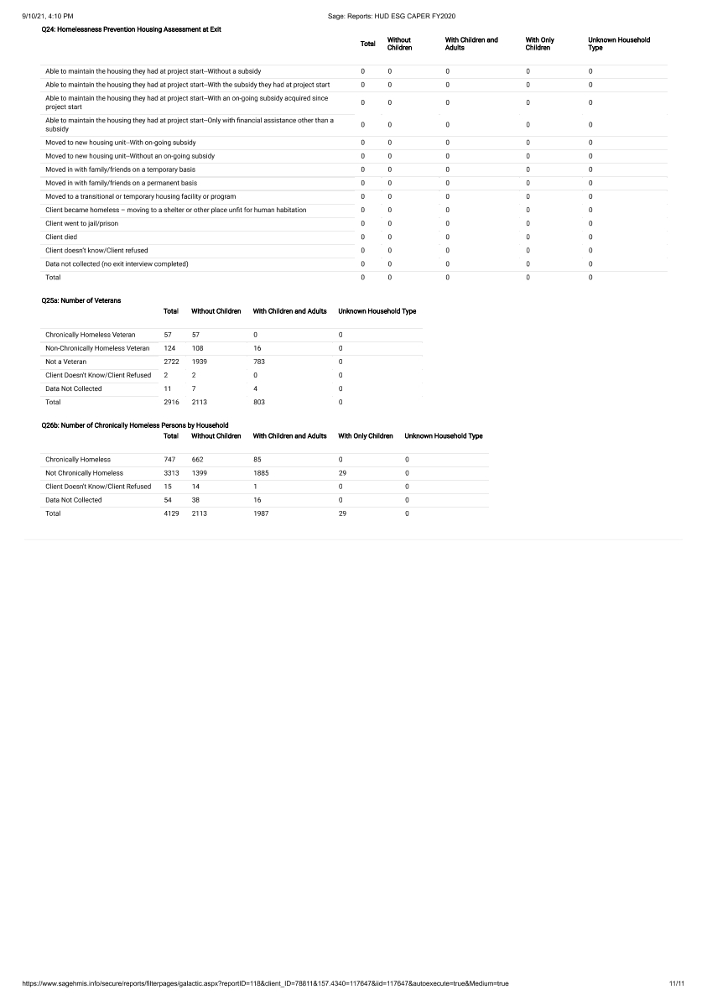 9/10/21, 4:10 PM Sage: Reports: HUD ESG CAPER FY2020
Q24: Homelessness Prevention Housing Assessment at Exit
Total Without Children With Children and Adults With Only Children Unknown Household Type
Able to maintain the housing they had at project start--Without a subsidy 0 0 0 0 0
Able to maintain the housing they had at project start--With the subsidy they had at project start 0 0 0 0 0
Able to maintain the housing they had at project start--With an on-going subsidy acquired since
project start 0 0 0 0 0
Able to maintain the housing they had at project start--Only with financial assistance other than a
subsidy 0 0 0 0 0
Moved to new housing unit--With on-going subsidy 0 0 0 0 0
Moved to new housing unit--Without an on-going subsidy 0 0 0 0 0
Moved in with family/friends on a temporary basis 0 0 0 0 0
Moved in with family/friends on a permanent basis 0 0 0 0 0
Moved to a transitional or temporary housing facility or program 0 0 0 0 0
Client became homeless – moving to a shelter or other place unfit for human habitation 0 0 0 0 0
Client went to jail/prison 0 0 0 0 0
Client died 0 0 0 0 0
Client doesn't know/Client refused 0 0 0 0 0
Data not collected (no exit interview completed) 0 0 0 0 0
Total 0 0 0 0 0
Q25a: Number of Veterans
Total Without Children With Children and Adults Unknown Household Type
Chronically Homeless Veteran 57 57 0 0
Non-Chronically Homeless Veteran 124 108 16 0
Not a Veteran 2722 1939 783 0
Client Doesn't Know/Client Refused 2 2 0 0
Data Not Collected 11 7 4 0
Total 2916 2113 803 0
Q26b: Number of Chronically Homeless Persons by Household
Total Without Children With Children and Adults With Only Children Unknown Household Type
Chronically Homeless 747 662 85 0 0
Not Chronically Homeless 3313 1399 1885 29 0
Client Doesn't Know/Client Refused 15 14 1 0 0
Data Not Collected 54 38 16 0 0
Total 4129 2113 1987 29 0
https://www.sagehmis.info/secure/reports/filterpages/galactic.aspx?reportID=118&client_ID=78811&157.4340=117647&iid=117647&autoexecute=true&Medium=true 11/11